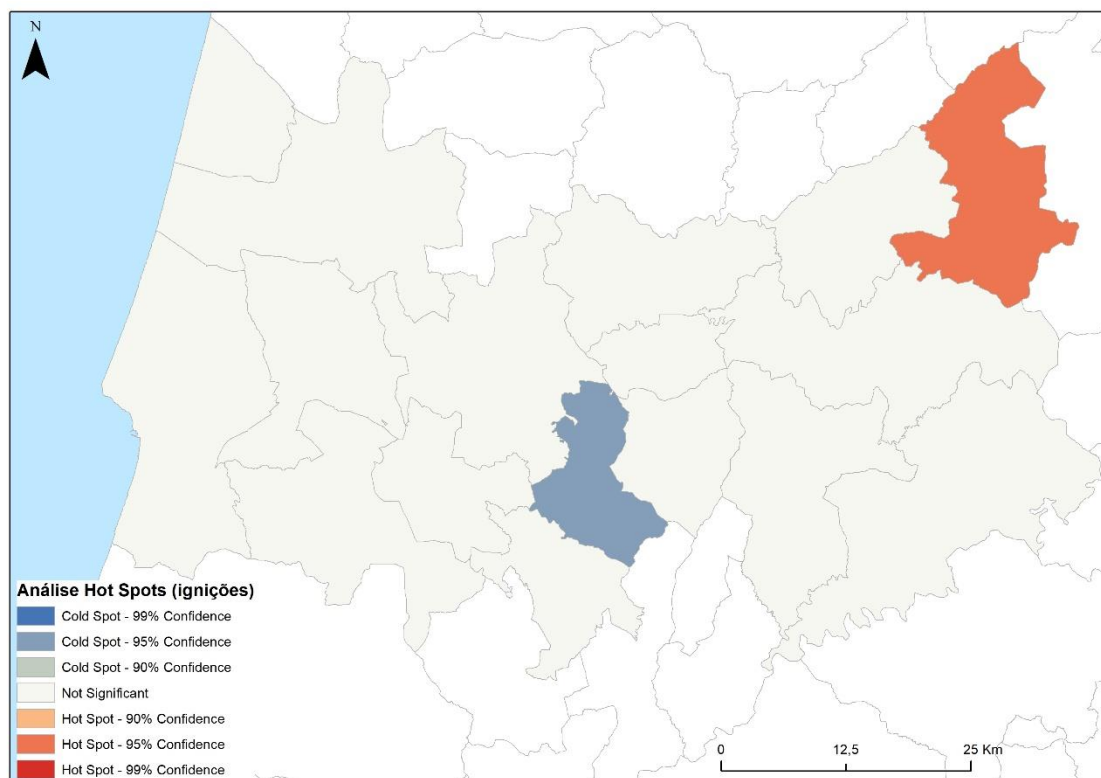 N
Análise Hot Spots (ignições)
Cold Spot - 99% Confidence
Cold Spot - 95% Confidence
Cold Spot - 90% Confidence
Not Significant
Hot Spot - 90% Confidence
Hot Spot - 95% Confidence
Hot Spot - 99% Confidence
0 12,5 25 Km